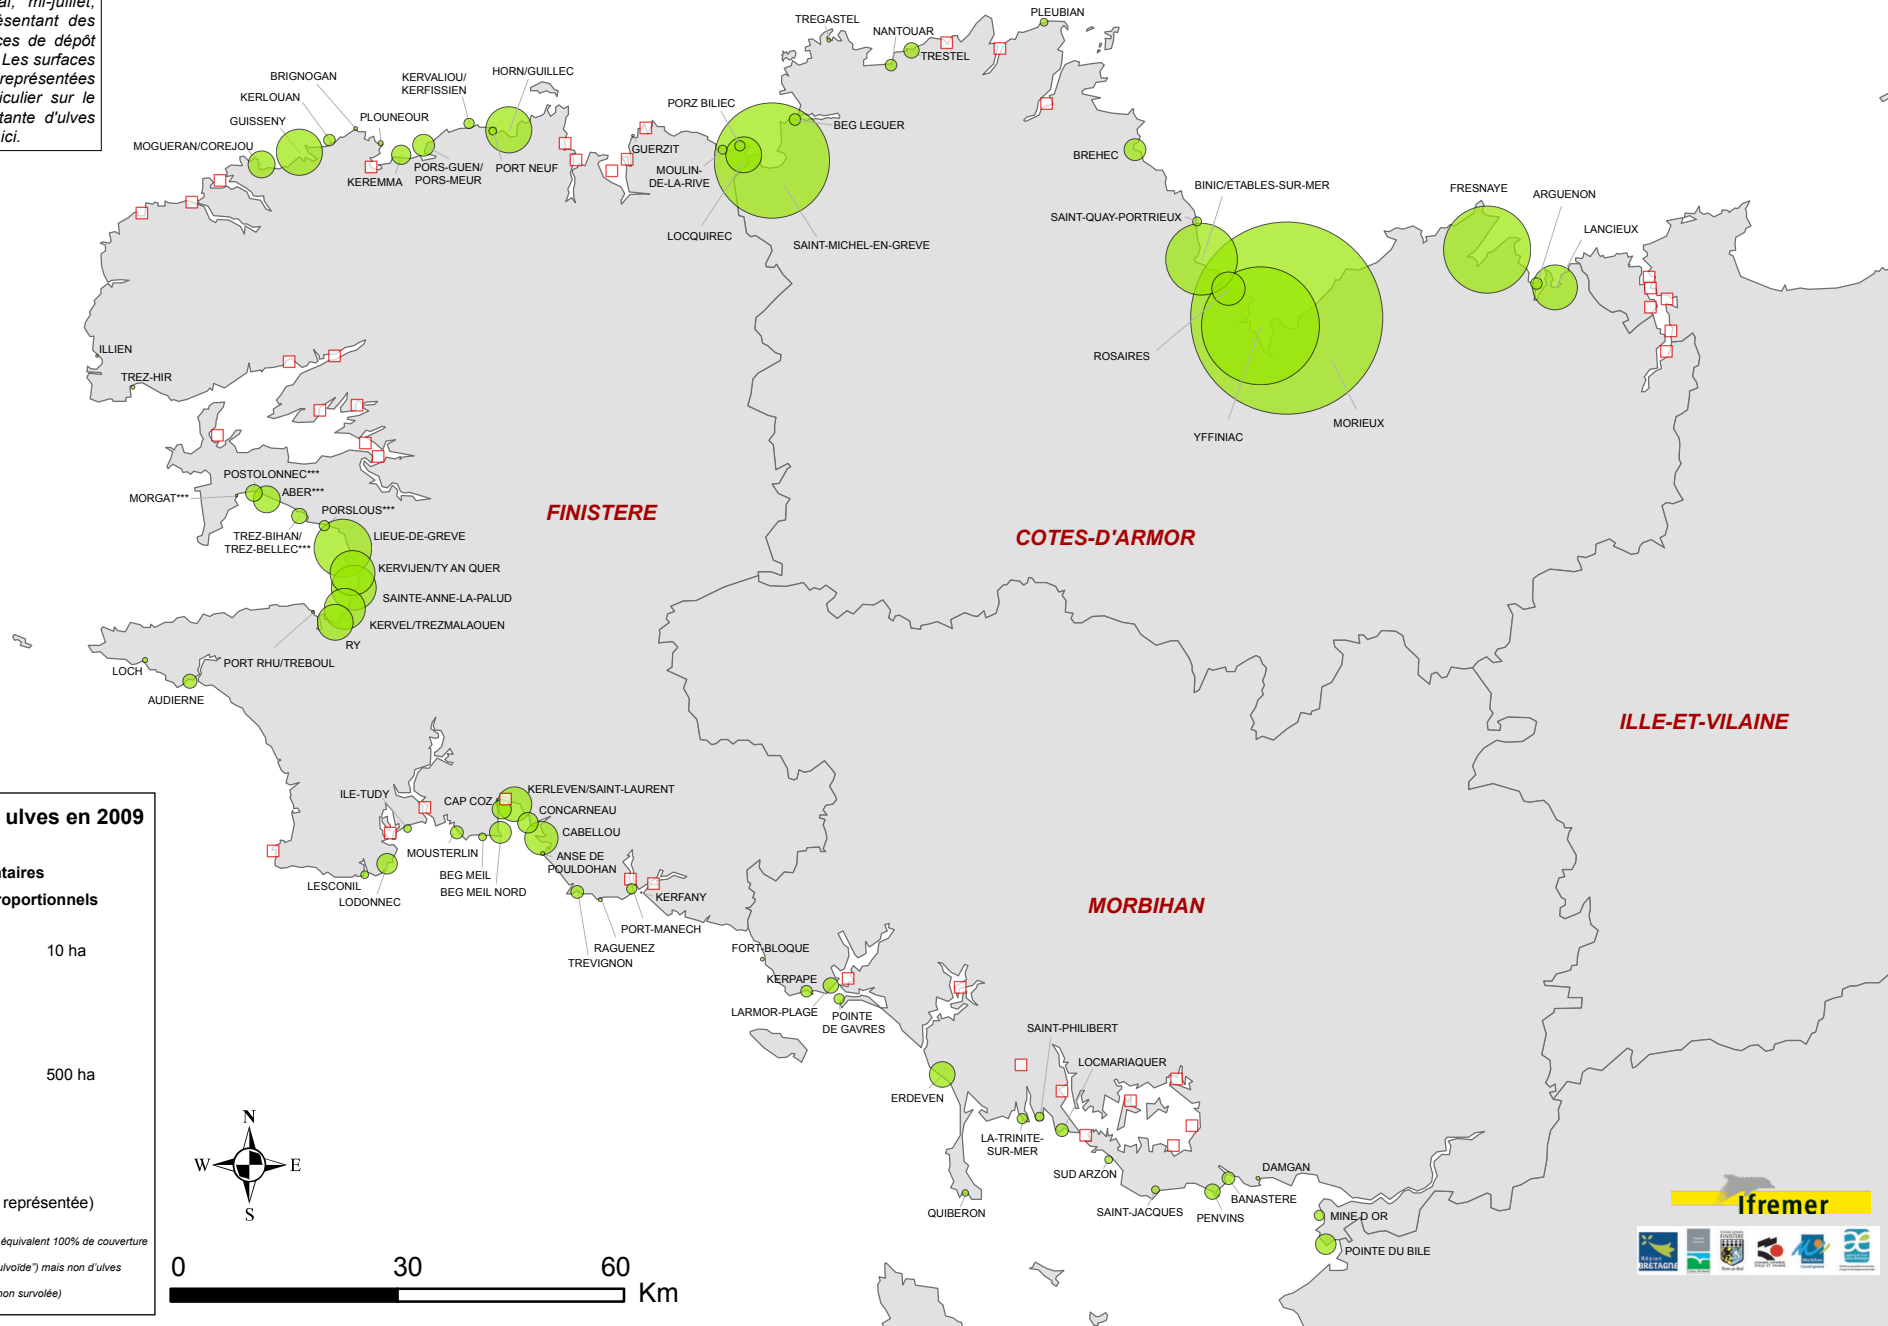 al, mi-juillet,
ésentant des
ces de dépôt
Les surfaces
représentées
iculier sur le
tante d'ulves
ici.
PLEUBIAN
TREGASTEL
NANTOUAR
TRESTEL
BRIGNOGAN
KERVALIOU/
KERFISSIEN
HORN/GUILLEC
KERLOUAN
GUISSENY
PLOUNEOUR
PORZ BILIEC
BEG LEGUER
MOGUERAN/COREJOU
KEREMMA
PORS-GUEN/
PORS-MEUR
PORT NEUF
GUERZIT
MOULIN-
DE-LA-RIVE
LOCQUIREC
SAINT-MICHEL-EN-GREVE
BREHEC
BINIC/ETABLES-SUR-MER
SAINT-QUAY-PORTRIEUX
FRESNAYE
ARGUENON
LANCIEUX
ROSAIRES
YFFINIAC
MORIEUX
ILLIEN
TREZ-HIR
POSTOLONNEC***
MORGAT***
ABER***
PORSLOUS***
TREZ-BIHAN/
TREZ-BELLEC***
LIEUE-DE-GREVE
KERVIJEN/TY AN QUER
SAINTE-ANNE-LA-PALUD
KERVEL/TREZMALAOUEN
RY
PORT RHU/TREBOUL
LOCH
AUDIERNE
FINISTERE
COTES-D'ARMOR
ILLE-ET-VILAINE
MORBIHAN
ILE-TUDY
CAP COZ
KERLEVEN/SAINT-LAURENT
CONCARNEAU
CABELLOU
MOUSTERLIN
BEG MEIL
BEG MEIL NORD
ANSE DE
POULDOHAN
LESCONIL
LODONNEC
KERFANY
PORT-MANECH
RAGUENEZ
TREVIGNON
FORT-BLOQUE
KERPAPE
LARMOR-PLAGE
POINTE
DE GAVRES
SAINT-PHILIBERT
LOCMARIAQUER
ERDEVEN
LA-TRINITE-
SUR-MER
SUD ARZON
DAMGAN
BANASTERE
QUIBERON
SAINT-JACQUES
PENVINS
MINE D OR
POINTE DU BILE
ulves en 2009
taires
roportionnels
10 ha
500 ha
représentée)
équivalent 100% de couverture
ulvoïde") mais non d'ulves
non survolée)
N
W E
S
0 30 60
Km
Ifremer
Région
BRETAGNE